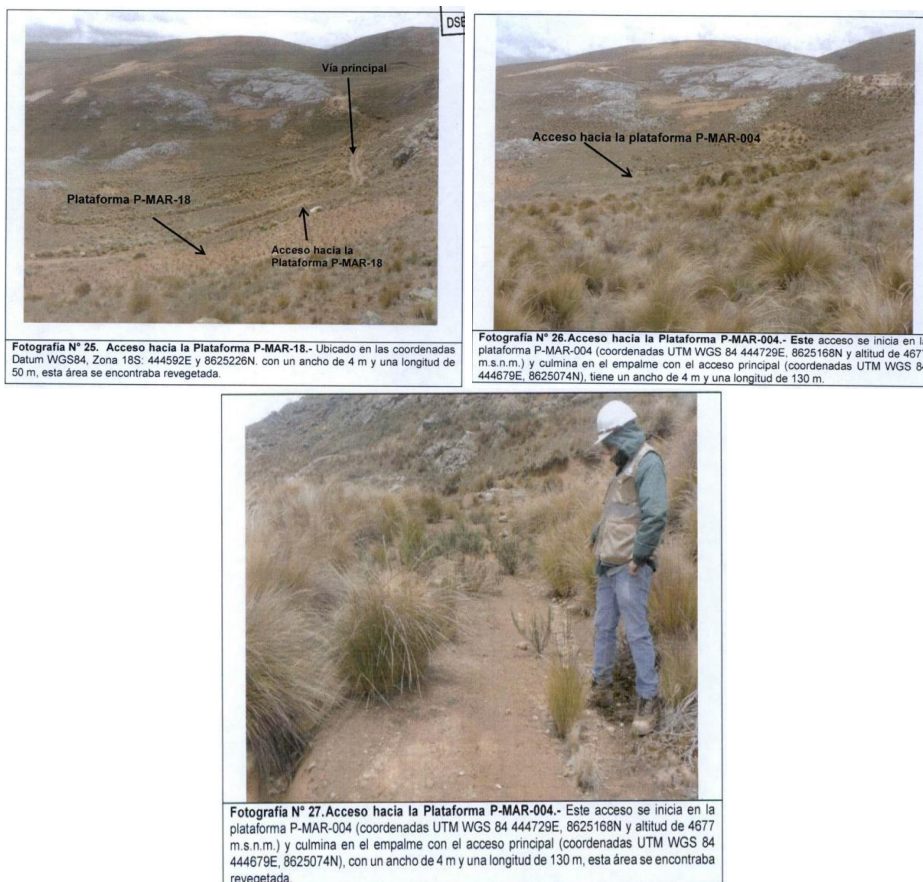 DSE
Vía principal
Plataforma P-MAR-18
Acceso hacia la
Plataforma P-MAR-18
Fotografía N° 25. Acceso hacia la Plataforma P-MAR-18.- Ubicado en las coordenadas
Datum WGS84, Zona 18S: 444592E y 8625226N. con un ancho de 4 m y una longitud de
50 m, esta área se encontraba revegetada.
Acceso hacia la plataforma P-MAR-004
Fotografía N° 26.Acceso hacia la Plataforma P-MAR-004.- Este acceso se inicia en la
plataforma P-MAR-004 (coordenadas UTM WGS 84 444729E, 8625168N y altitud de 4677
m.s.n.m.) y culmina en el empalme con el acceso principal (coordenadas UTM WGS 84
444679E, 8625074N), tiene un ancho de 4 m y una longitud de 130 m.
Fotografía N° 27.Acceso hacia la Plataforma P-MAR-004.- Este acceso se inicia en la
plataforma P-MAR-004 (coordenadas UTM WGS 84 444729E, 8625168N y altitud de 4677
m.s.n.m.) y culmina en el empalme con el acceso principal (coordenadas UTM WGS 84
444679E, 8625074N), con un ancho de 4 m y una longitud de 130 m, esta área se encontraba
revegetada.